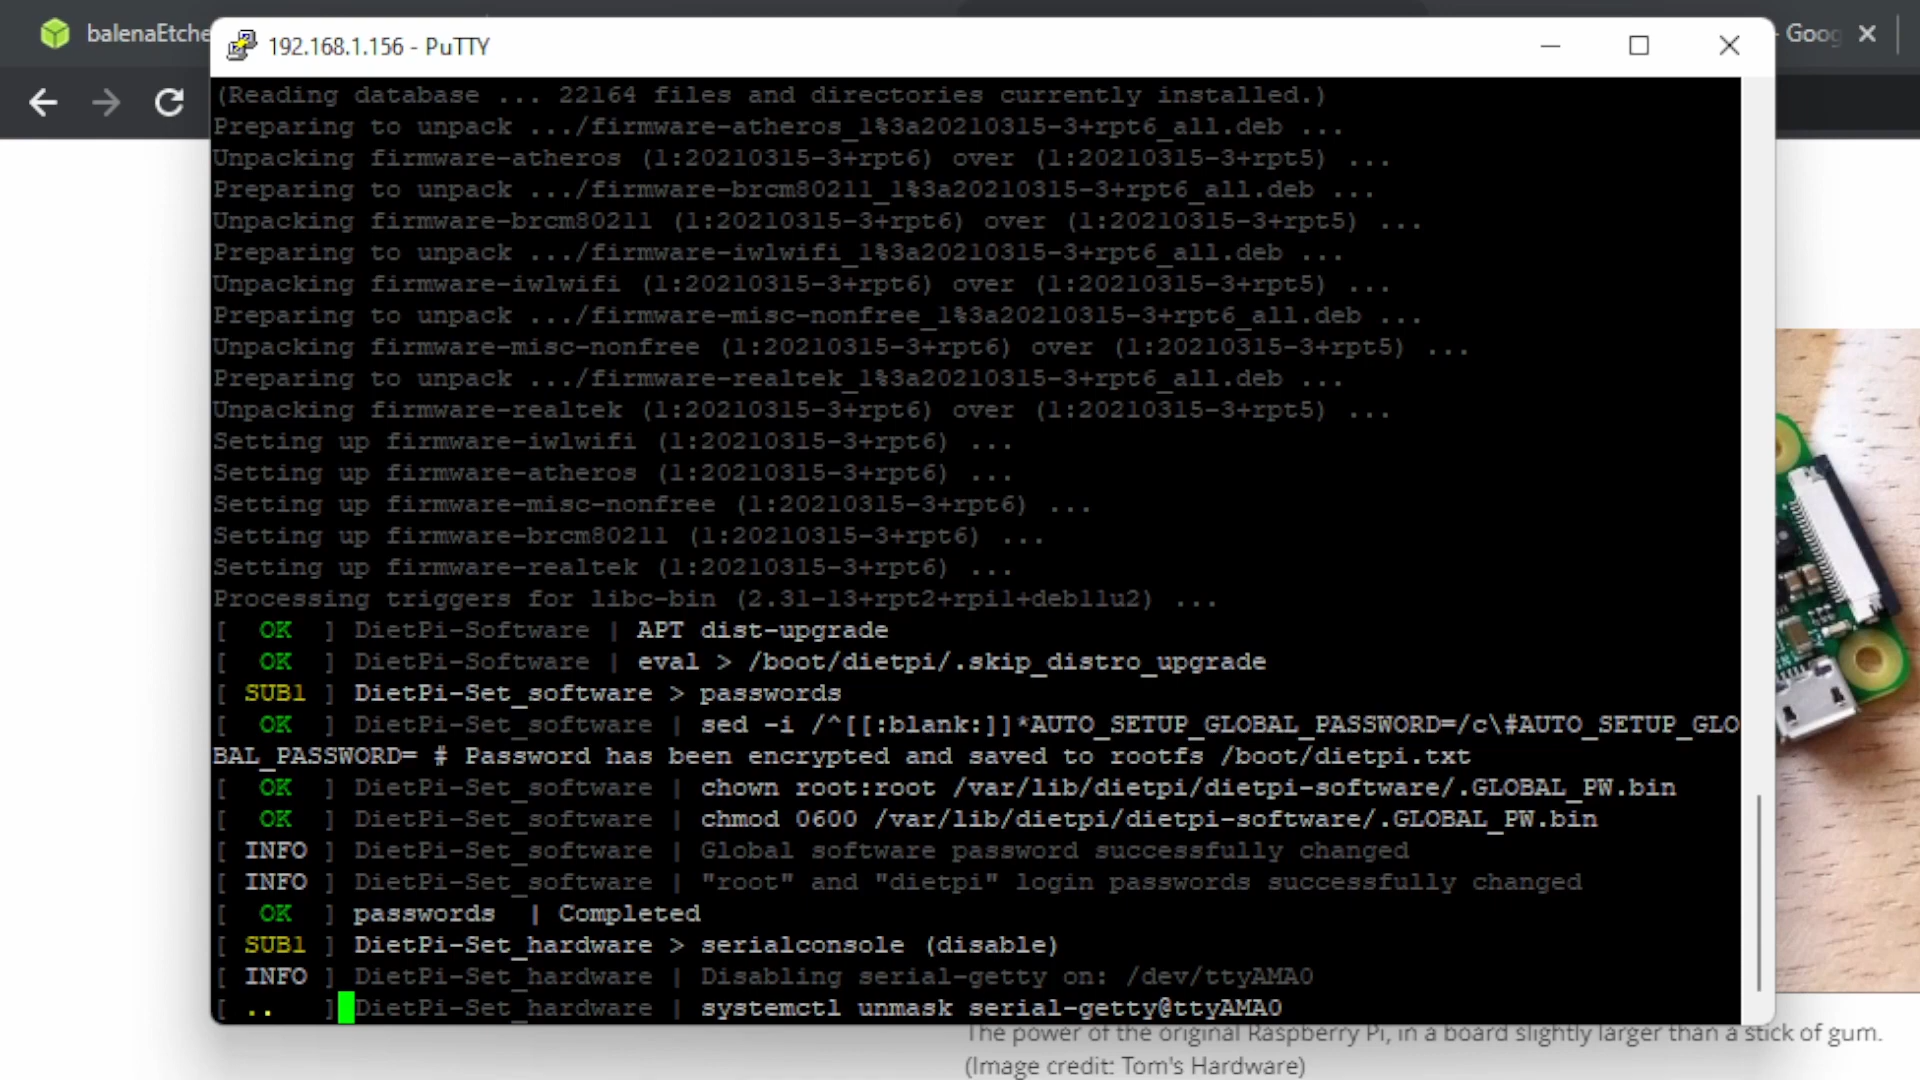 balenaEtche
192.168.1.156 - PuTTY
Goog
(Reading database ... 22164 files and directories currently installed.)
Preparing to unpack .../firmware-atheros_1%3a20210315-3+rpt6_all.deb ...
Unpacking firmware-atheros (1:20210315-3+rpt6) over (1:20210315-3+rpt5) ...
Preparing to unpack .../firmware-brcm80211_1%3a20210315-3+rpt6_all.deb ...
Unpacking firmware-brcm80211 (1:20210315-3+rpt6) over (1:20210315-3+rpt5) ...
Preparing to unpack .../firmware-iwlwifi_1%3a20210315-3+rpt6_all.deb ...
Unpacking firmware-iwlwifi (1:20210315-3+rpt6) over (1:20210315-3+rpt5) ...
Preparing to unpack .../firmware-misc-nonfree_1%3a20210315-3+rpt6_all.deb ...
Unpacking firmware-misc-nonfree (1:20210315-3+rpt6) over (1:20210315-3+rpt5) ...
Preparing to unpack .../firmware-realtek_1%3a20210315-3+rpt6_all.deb ...
Unpacking firmware-realtek (1:20210315-3+rpt6) over (1:20210315-3+rpt5) ...
Setting up firmware-iwlwifi (1:20210315-3+rpt6) ...
Setting up firmware-atheros (1:20210315-3+rpt6) ...
Setting up firmware-misc-nonfree (1:20210315-3+rpt6) ...
Setting up firmware-brcm80211 (1:20210315-3+rpt6) ...
Setting up firmware-realtek (1:20210315-3+rpt6) ...
Processing triggers for libc-bin (2.31-13+rpt2+rpi1+deb11u2) ...
[  OK  ] DietPi-Software | APT dist-upgrade
[  OK  ] DietPi-Software | eval > /boot/dietpi/.skip_distro_upgrade
[ SUB1 ] DietPi-Set_software > passwords
[  OK  ] DietPi-Set_software | sed -i /^[[:blank:]]*AUTO_SETUP_GLOBAL_PASSWORD=/c\#AUTO_SETUP_GLO
BAL_PASSWORD= # Password has been encrypted and saved to rootfs /boot/dietpi.txt
[  OK  ] DietPi-Set_software | chown root:root /var/lib/dietpi/dietpi-software/.GLOBAL_PW.bin
[  OK  ] DietPi-Set_software | chmod 0600 /var/lib/dietpi/dietpi-software/.GLOBAL_PW.bin
[ INFO ] DietPi-Set_software | Global software password successfully changed
[ INFO ] DietPi-Set_software | "root" and "dietpi" login passwords successfully changed
[  OK  ] passwords  | Completed
[ SUB1 ] DietPi-Set_hardware > serialconsole (disable)
[ INFO ] DietPi-Set_hardware | Disabling serial-getty on: /dev/ttyAMA0
[ ..   ] DietPi-Set_hardware | systemctl unmask serial-getty@ttyAMA0
The power of the original Raspberry Pi, in a board slightly larger than a stick of gum.
(Image credit: Tom's Hardware)